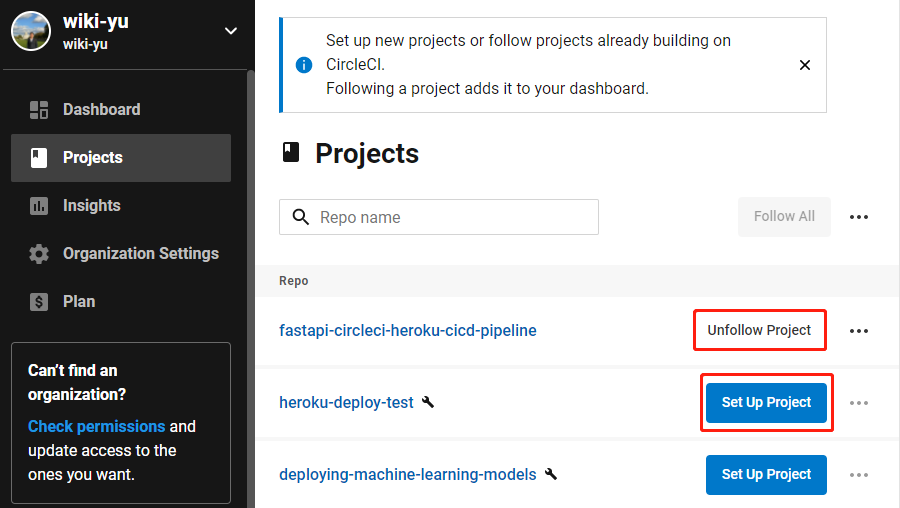 wiki-yu
wiki-yu
Dashboard
Projects
Insights
Organization Settings
Plan
Can't find an
organization?
Check permissions and
update access to the
ones you want.
Set up new projects or follow projects already building on
CircleCI.
Following a project adds it to your dashboard.
Projects
Repo name
Follow All
Repo
fastapi-circleci-heroku-cicd-pipeline
Unfollow Project
heroku-deploy-test
Set Up Project
deploying-machine-learning-models
Set Up Project